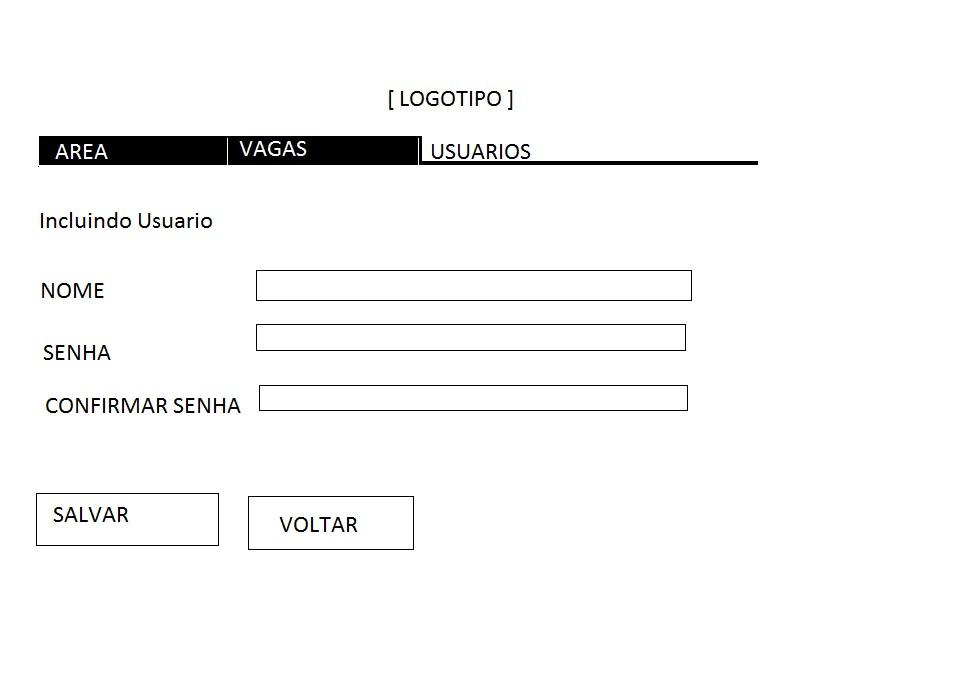 [ LOGOTIPO ]
AREA VAGAS USUARIOS
Incluindo Usuario
NOME
SENHA
CONFIRMAR SENHA
SALVAR VOLTAR